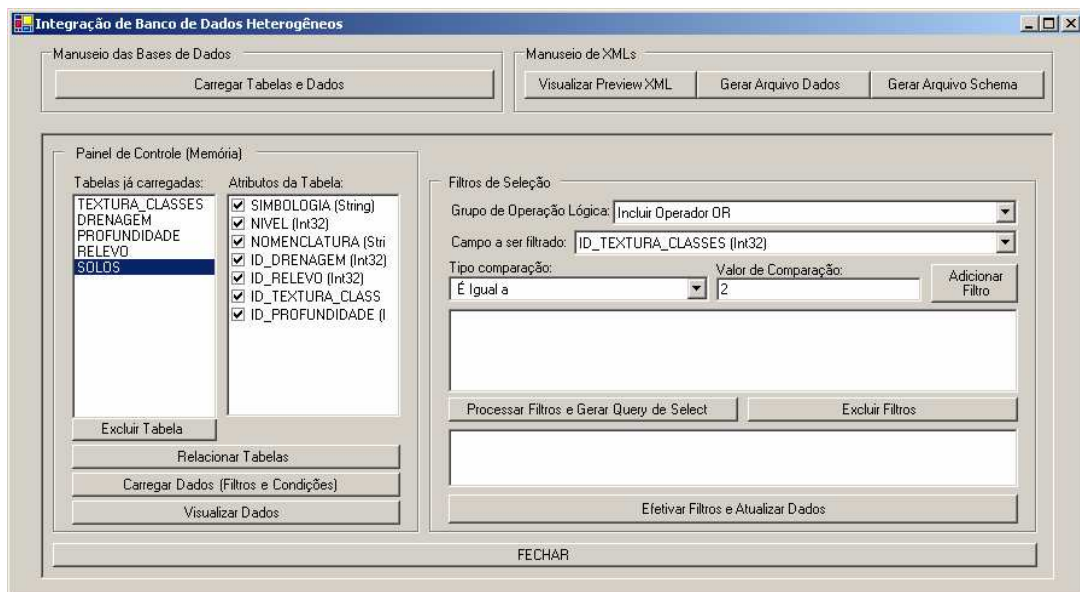 Integração de Banco de Dados Heterogêneos
Manuseio das Bases de Dados
Carregar Tabelas e Dados
Manuseio de XMLs
Visualizar Preview XML
Gerar Arquivo Dados
Gerar Arquivo Schema
Painel de Controle (Memória)
Tabelas já carregadas:
TEXTURA_CLASSES
DRENAGEM
PROFUNDIDADE
RELEVO
SOLOS
Excluir Tabela
Atributos da Tabela:
SIMBOLOGIA (String)
NIVEL (Int32)
NOMENCLATURA (Stri
ID_DRENAGEM (Int32)
ID_RELEVO (Int32)
ID_TEXTURA_CLASS
ID_PROFUNDIDADE (I
Relacionar Tabelas
Carregar Dados (Filtros e Condições)
Visualizar Dados
Filtros de Seleção
Grupo de Operação Lógica: Incluir Operador OR
Campo a ser filtrado: ID_TEXTURA_CLASSES (Int32)
Tipo comparação:
É Igual a
Valor de Comparação:
2
Adicionar
Filtro
Processar Filtros e Gerar Query de Select
Excluir Filtros
Efetivar Filtros e Atualizar Dados
FECHAR